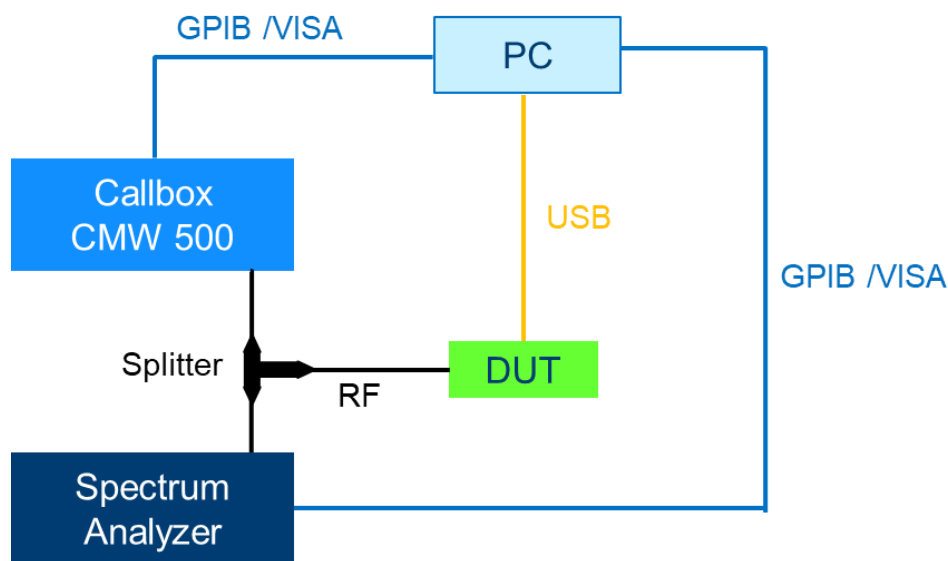 GPIB /VISA
PC
Callbox
CMW 500
USB
GPIB /VISA
Splitter
RF
DUT
Spectrum
Analyzer